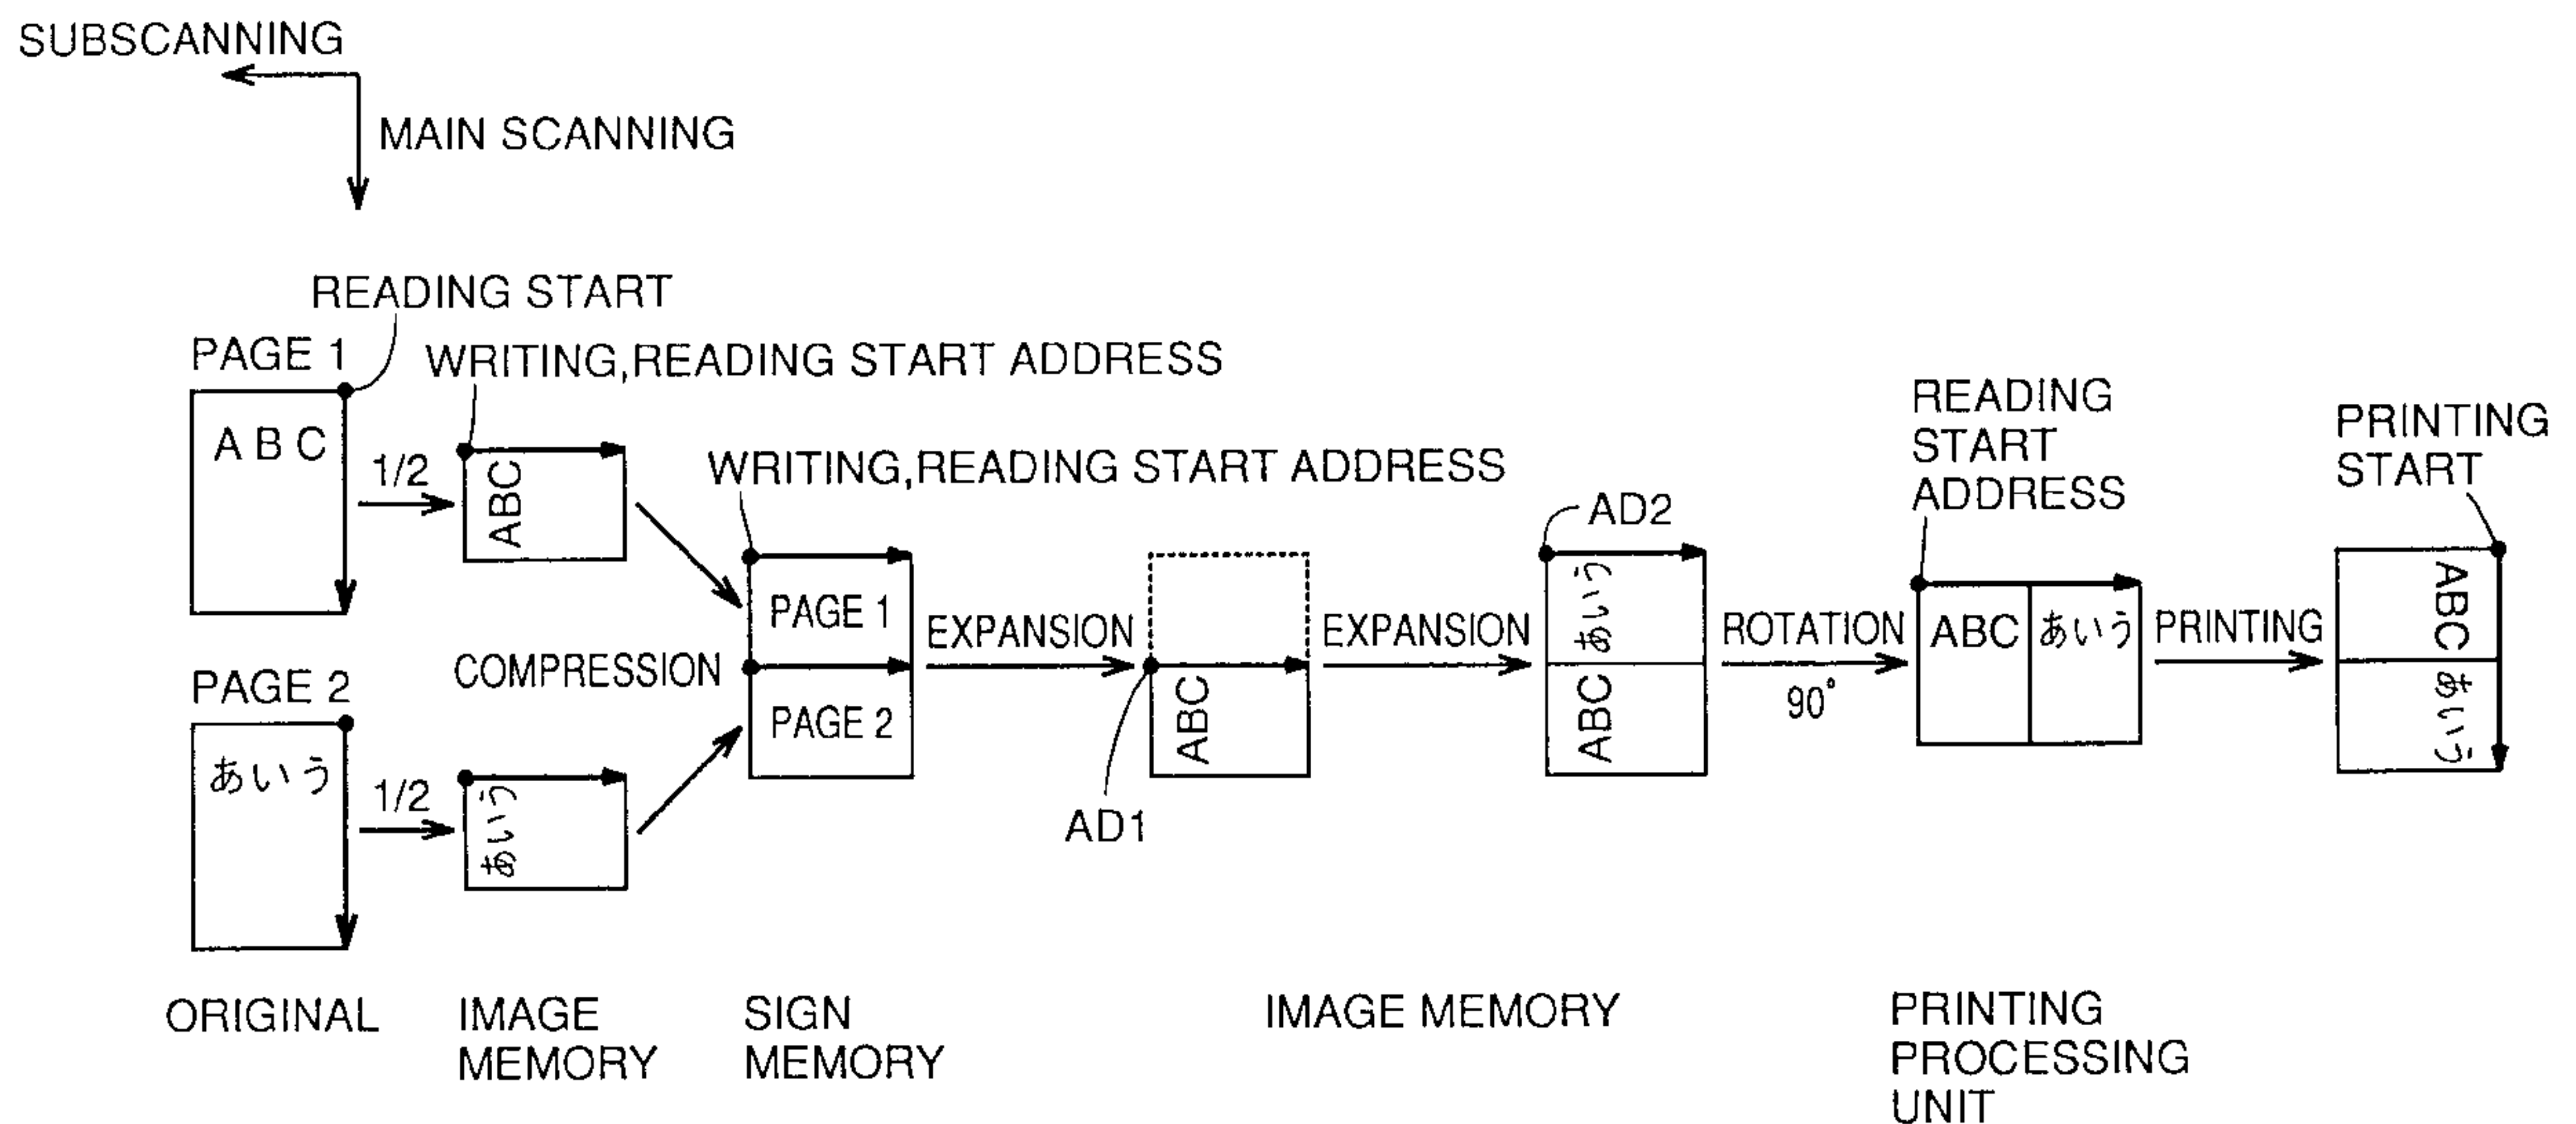 SUBSCANNING
MAIN SCANNING
READING START
PAGE 1
WRITING,READING START ADDRESS
A B C
1/2
ABC
WRITING,READING START ADDRESS
PAGE 1
COMPRESSION
PAGE 2
PAGE 2
あいう
1/2
あいう
EXPANSION
ABC
AD1
EXPANSION
AD2
あいう
ABC
ROTATION
90°
READING
START
ADDRESS
ABC
あいう
PRINTING
PRINTING
START
ABC
あいう
ORIGINAL
IMAGE
MEMORY
SIGN
MEMORY
IMAGE MEMORY
PRINTING
PROCESSING
UNIT